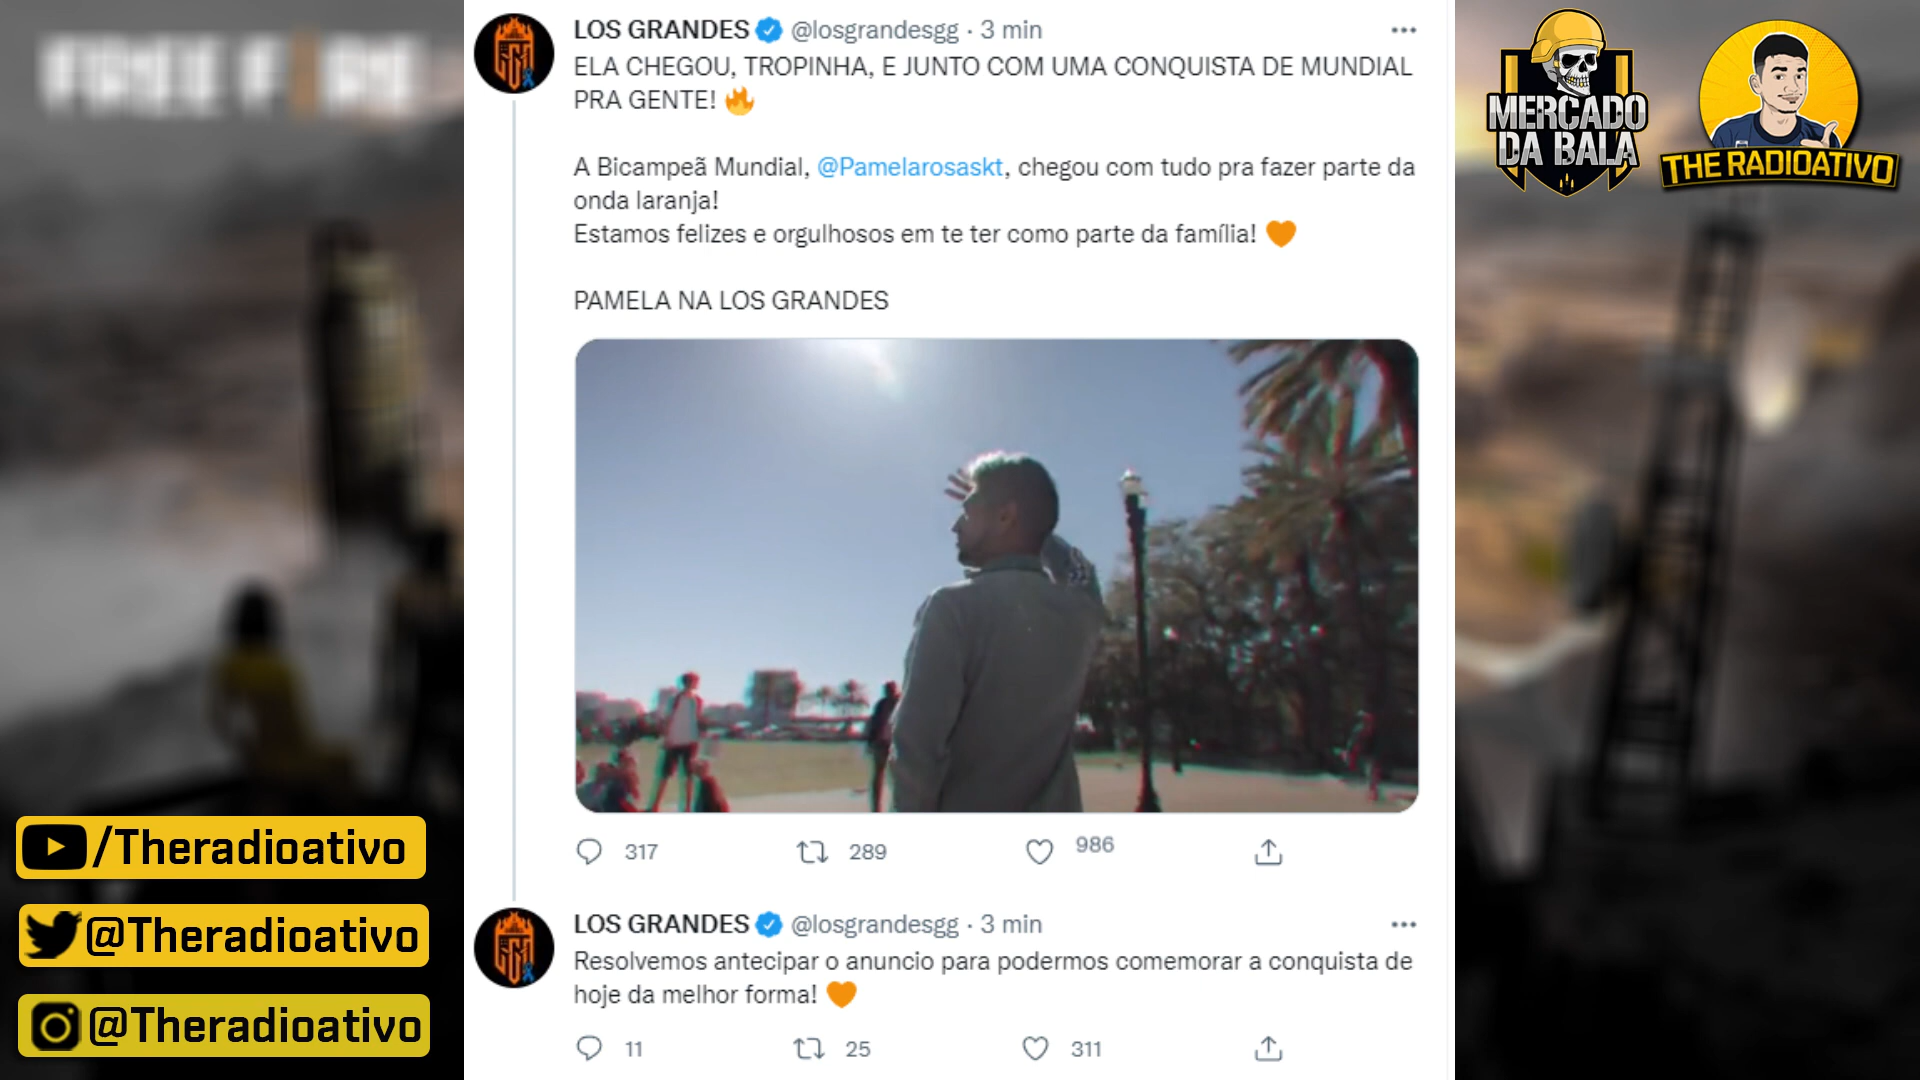 FREE FIRE
LOS GRANDES @losgrandesgg · 3 min
ELA CHEGOU, TROPINHA, E JUNTO COM UMA CONQUISTA DE MUNDIAL
PRA GENTE! 🔥
A Bicampeã Mundial, @Pamelarosaskt, chegou com tudo pra fazer parte da
onda laranja!
Estamos felizes e orgulhosos em te ter como parte da família! 🧡
PAMELA NA LOS GRANDES
317 289 986
LOS GRANDES @losgrandesgg · 3 min
Resolvemos antecipar o anuncio para podermos comemorar a conquista de
hoje da melhor forma! 🧡
11 25 311
MERCADO
DA BALA
THE RADIOATIVO
/Theradioativo
@Theradioativo
@Theradioativo